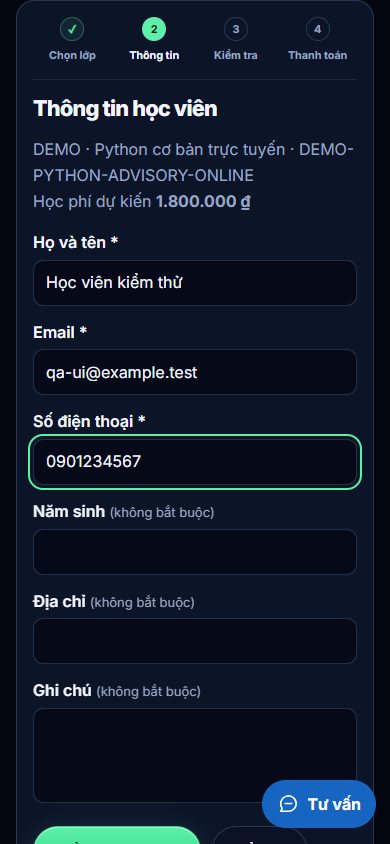 ✓ 2 3 4
Chọn lớp Thông tin Kiểm tra Thanh toán
Thông tin học viên
DEMO · Python cơ bản trực tuyến · DEMO-
PYTHON-ADVISORY-ONLINE
Học phí dự kiến 1.800.000 ₫
Họ và tên *
Học viên kiểm thử
Email *
qa-ui@example.test
Số điện thoại *
0901234567
Năm sinh (không bắt buộc)
Địa chỉ (không bắt buộc)
Ghi chú (không bắt buộc)
Tư vấn